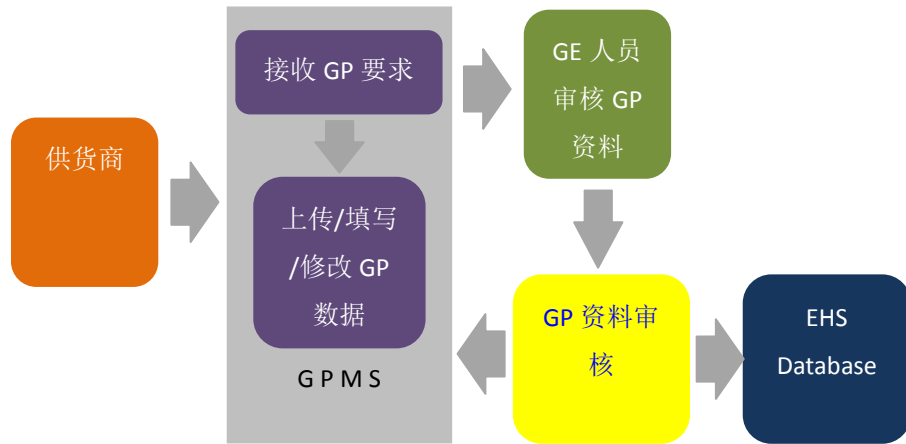 供货商
接收 GP 要求
上传/填写
/修改 GP
数据
G P M S
GE 人员
审核 GP
资料
GP 资料审
核
EHS
Database